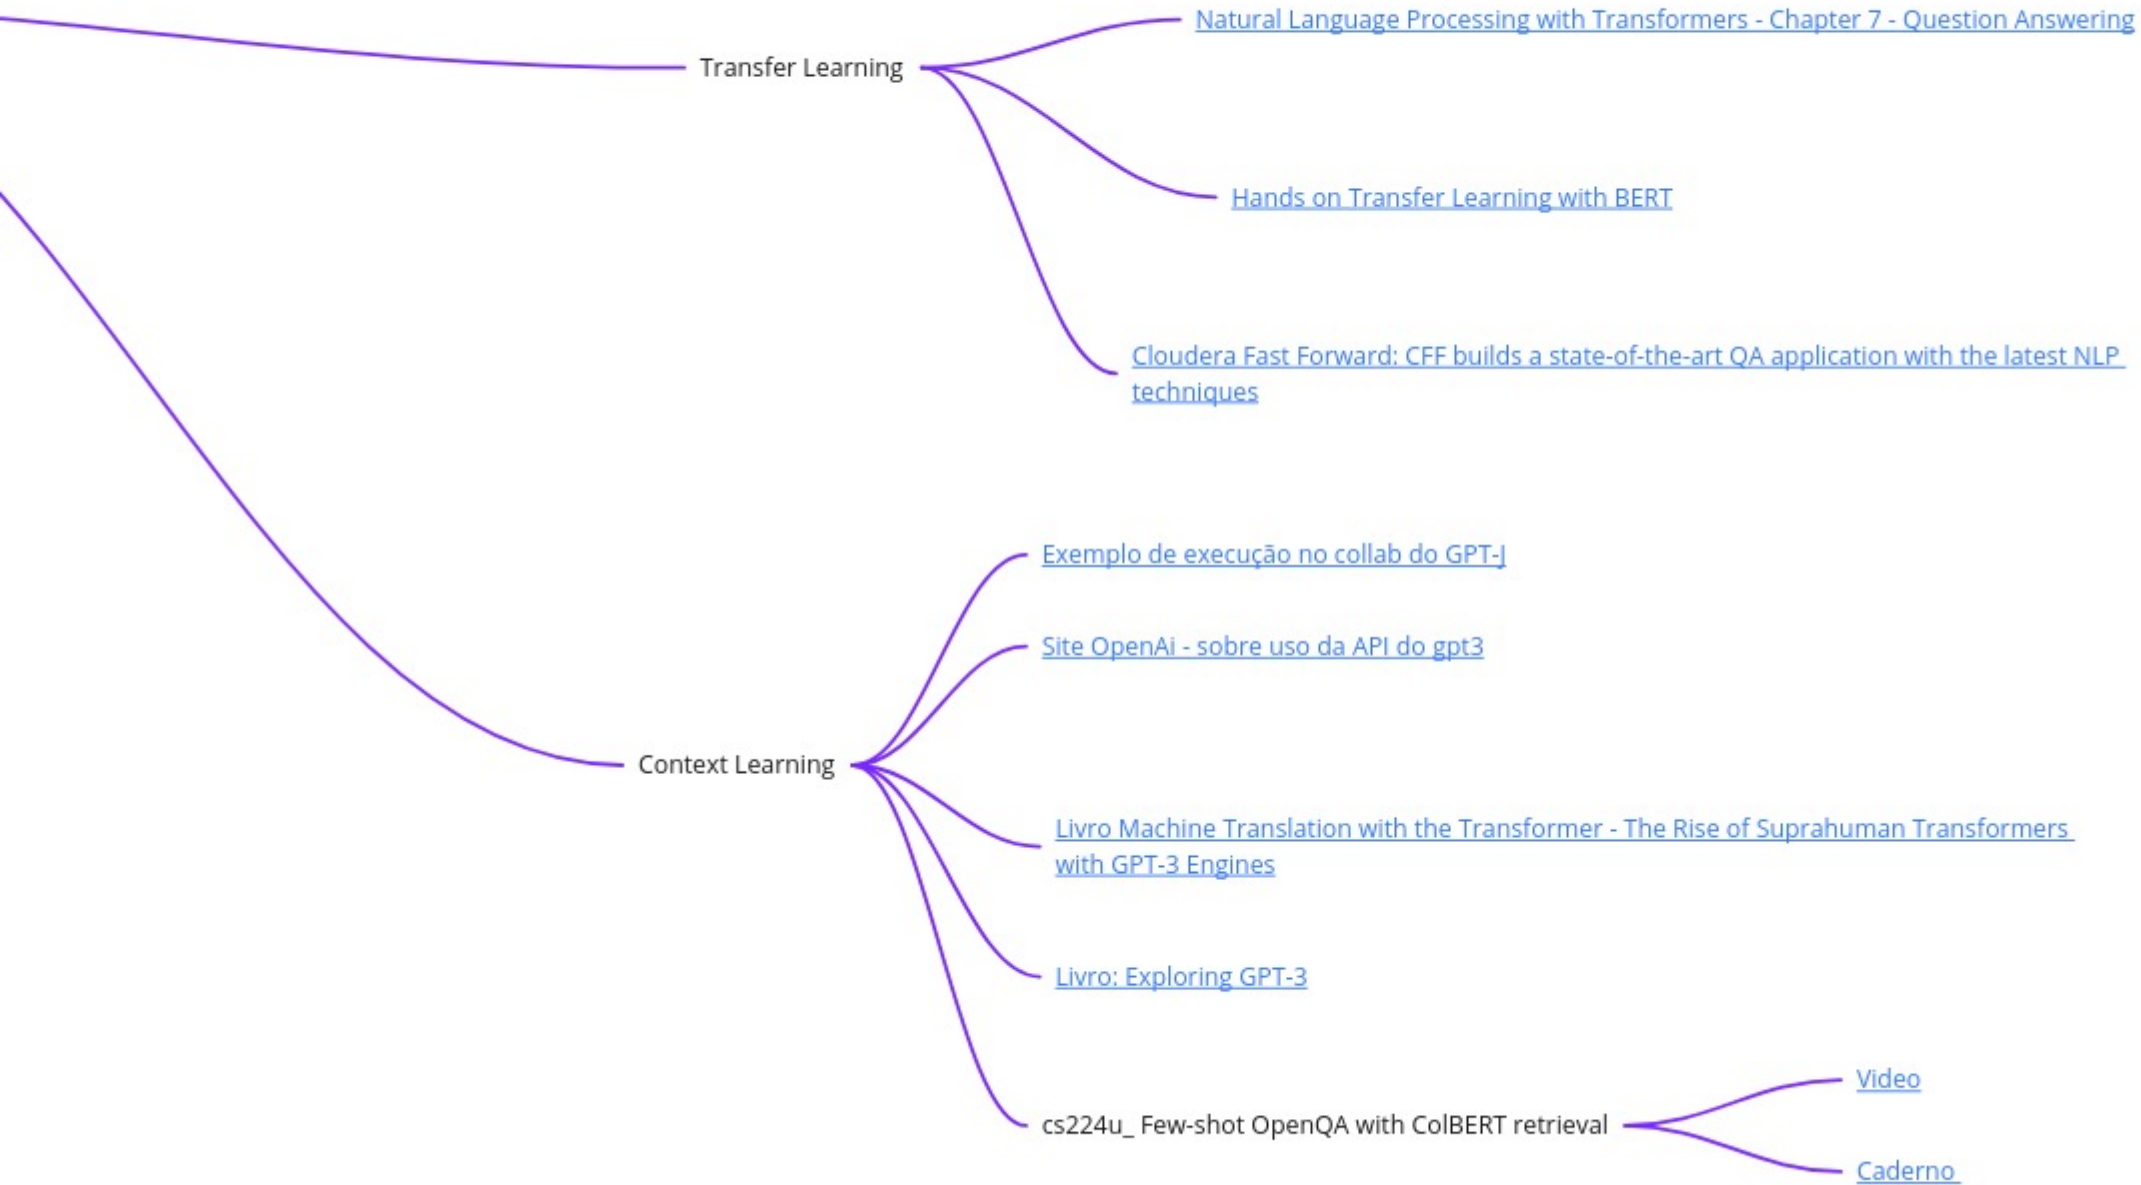 Natural Language Processing with Transformers - Chapter 7 - Question Answering
Transfer Learning
Hands on Transfer Learning with BERT
Cloudera Fast Forward: CFF builds a state-of-the-art QA application with the latest NLP
techniques
Exemplo de execução no collab do GPT-J
Site OpenAi - sobre uso da API do gpt3
Context Learning
Livro Machine Translation with the Transformer - The Rise of Suprahuman Transformers
with GPT-3 Engines
Livro: Exploring GPT-3
cs224u_ Few-shot OpenQA with ColBERT retrieval
Video
Caderno